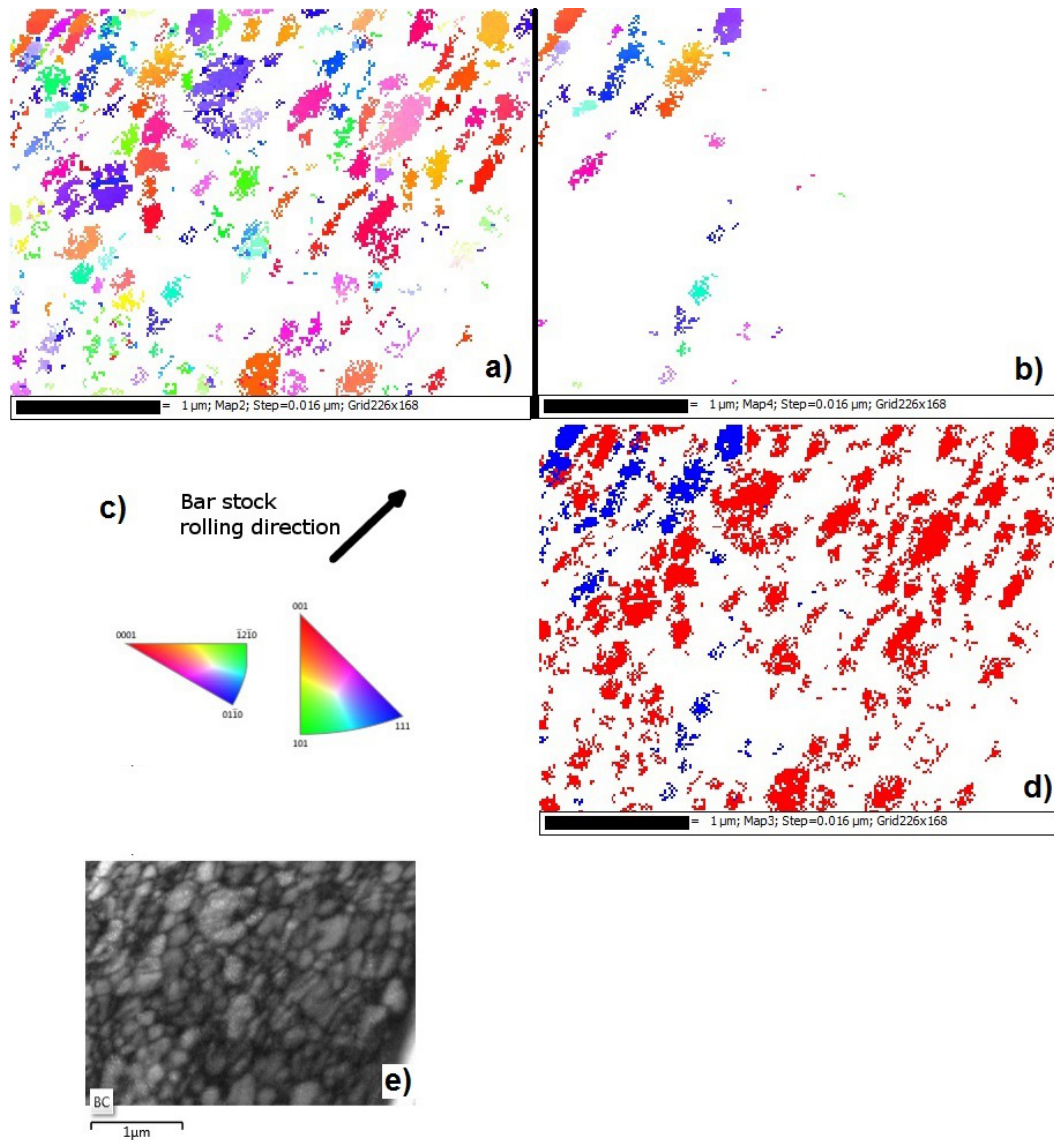 a)
b)
= 1 µm; Map2; Step=0.016 µm; Grid226x168
= 1 µm; Map4; Step=0.016 µm; Grid226x168
c)
Bar stock
rolling direction
001
0001
1̅21̅0
011̅0
111
101
d)
= 1 µm; Map3; Step=0.016 µm; Grid226x168
e)
BC
1µm